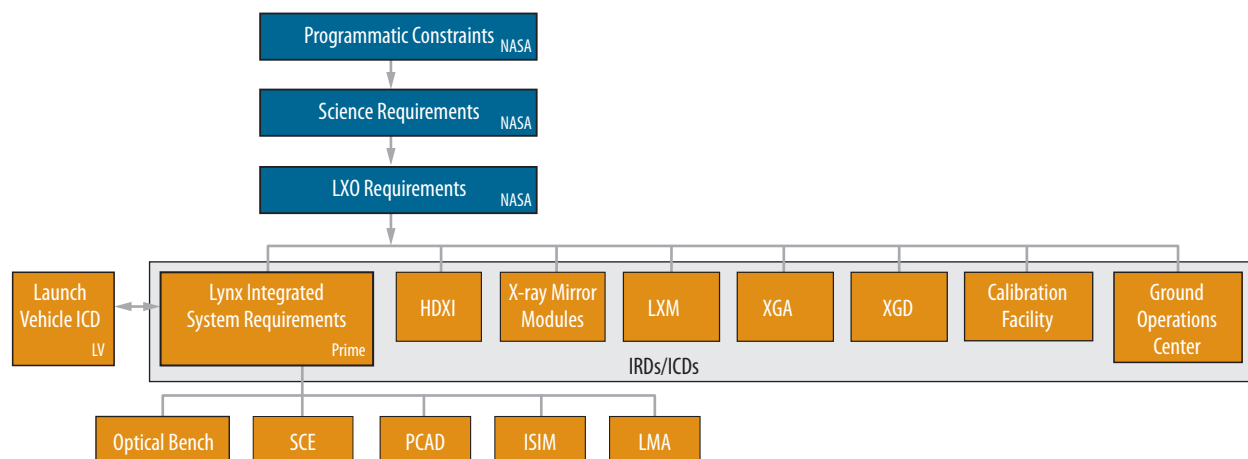 Programmatic Constraints
NASA
Science Requirements
NASA
LXO Requirements
NASA
Launch
Vehicle ICD
LV
Lynx Integrated
System Requirements
Prime
HDXI
X-ray Mirror
Modules
LXM
XGA
XGD
Calibration
Facility
Ground
Operations
Center
IRDs/ICDs
Optical Bench
SCE
PCAD
ISIM
LMA